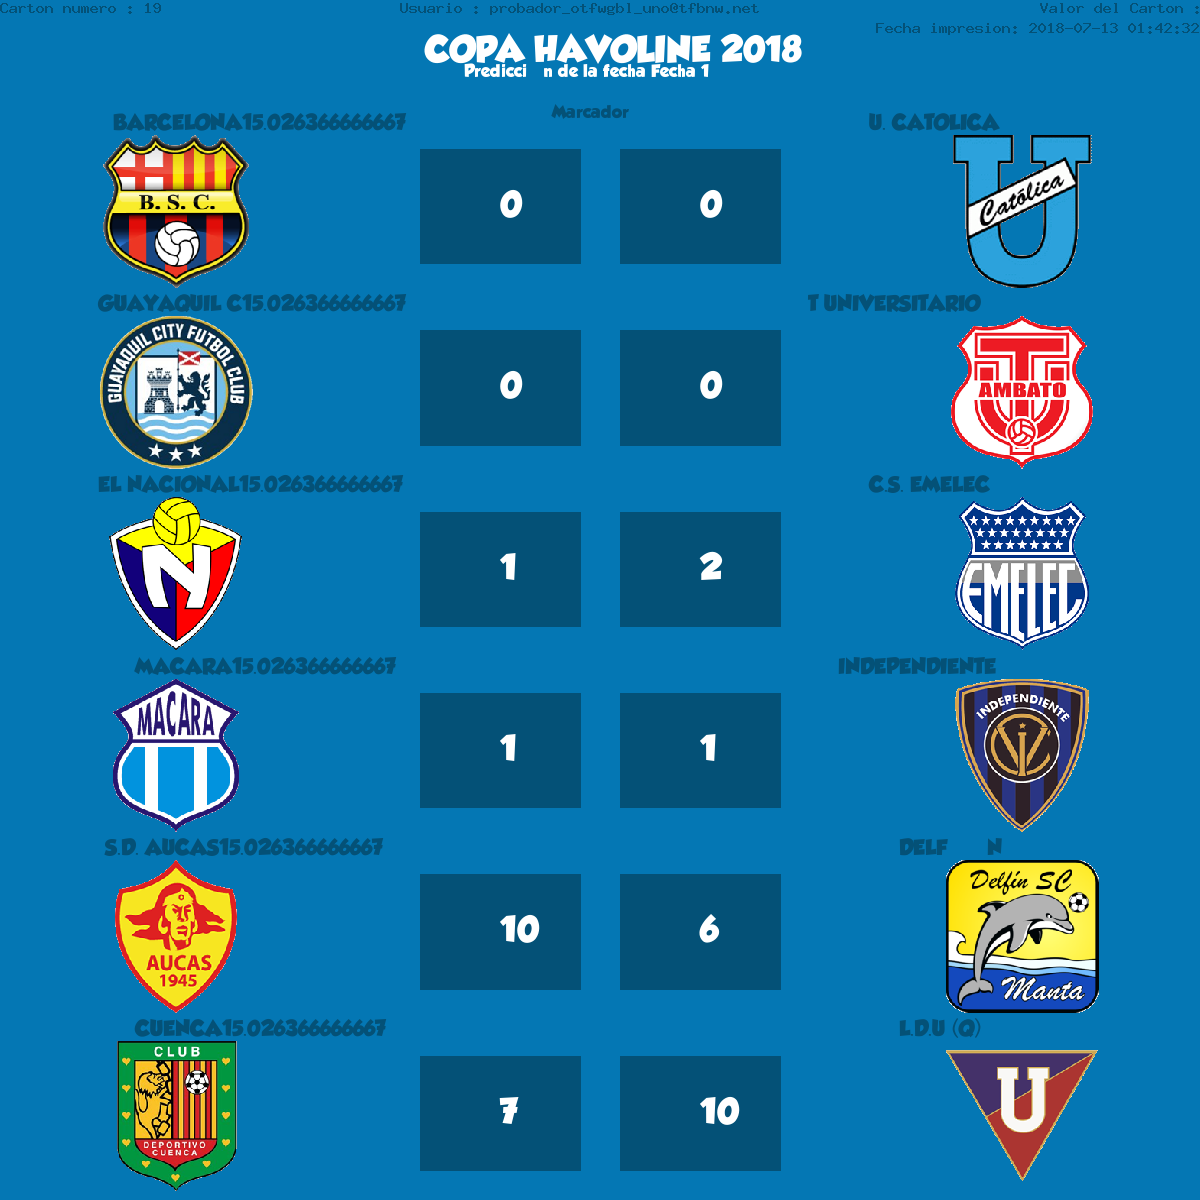 Carton numero : 19 Usuario : probador_otfwgbl_uno@tfbnw.net Valor del Carton :
Fecha impresion: 2018-07-13 01:42:32
COPA HAVOLINE 2018
Predicci n de la fecha Fecha 1
Marcador
BARCELONA15.026366666667 U. CATOLICA
B. S. C. 0 0 Católica
U
GUAYAQUIL C15.026366666667 T UNIVERSITARIO
GUAYAQUIL CITY FUTBOL CLUB 0 0 T
AMBATO
U
EL NACIONAL15.026366666667 C.S. EMELEC
N 1 2 EMELEC
MACARA15.026366666667 INDEPENDIENTE
MACARA 1 1 INDEPENDIENTE
S.D. AUCAS15.026366666667 DELF N
Delfín SC
AUCAS 10 6
1945
Manta
CUENCA15.026366666667 L.D.U (Q)
CLUB
7 10 U
DEPORTIVO
CUENCA